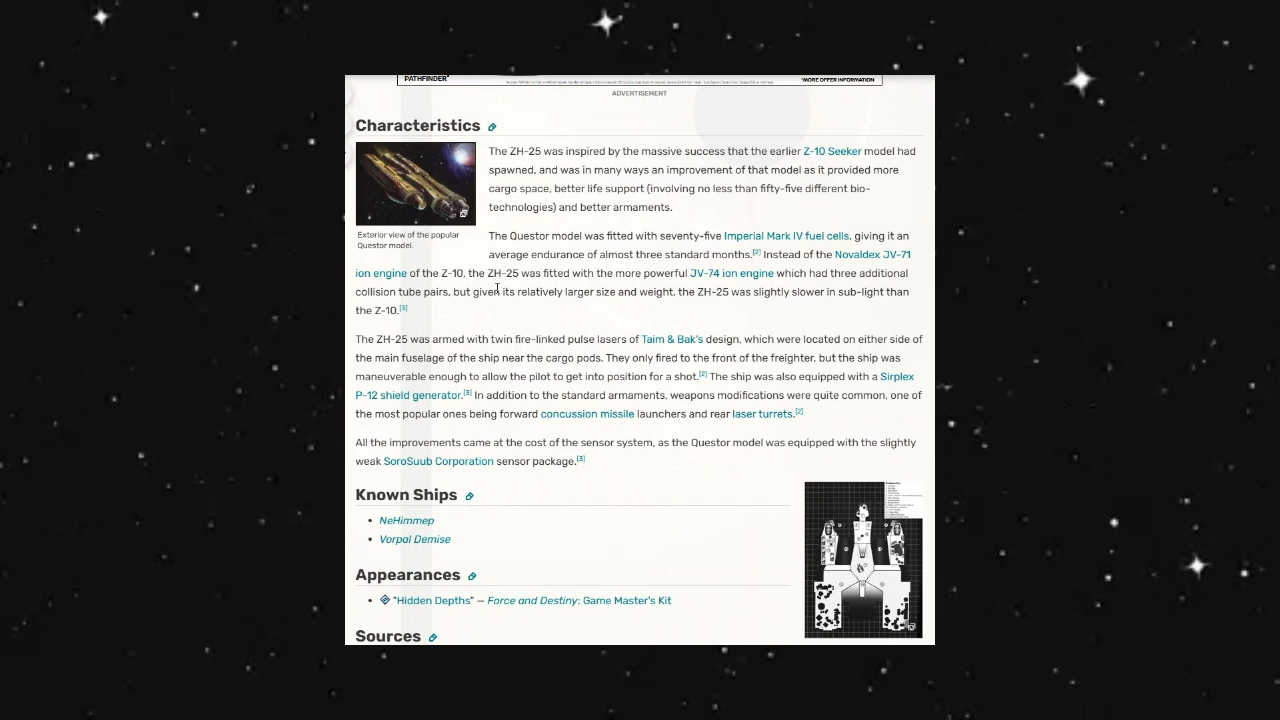 PATHFINDER
*MORE OFFER INFORMATION
ADVERTISEMENT
Characteristics
The ZH-25 was inspired by the massive success that the earlier Z-10 Seeker model had
spawned, and was in many ways an improvement of that model as it provided more
cargo space, better life support (involving no less than fifty-five different bio-
technologies) and better armaments.
Exterior view of the popular
Questor model.
The Questor model was fitted with seventy-five Imperial Mark IV fuel cells, giving it an
average endurance of almost three standard months.[2] Instead of the Novaldex JV-71
ion engine of the Z-10, the ZH-25 was fitted with the more powerful JV-74 ion engine which had three additional
collision tube pairs, but given its relatively larger size and weight, the ZH-25 was slightly slower in sub-light than
the Z-10.[3]
The ZH-25 was armed with twin fire-linked pulse lasers of Taim & Bak's design, which were located on either side of
the main fuselage of the ship near the cargo pods. They only fired to the front of the freighter, but the ship was
maneuverable enough to allow the pilot to get into position for a shot.[2] The ship was also equipped with a Sirplex
P-12 shield generator.[3] In addition to the standard armaments, weapons modifications were quite common, one of
the most popular ones being forward concussion missile launchers and rear laser turrets.[2]
All the improvements came at the cost of the sensor system, as the Questor model was equipped with the slightly
weak SoroSuub Corporation sensor package.[3]
Known Ships
• NeHimmep
• Vorpal Demise
Appearances
• "Hidden Depths" — Force and Destiny: Game Master's Kit
Sources